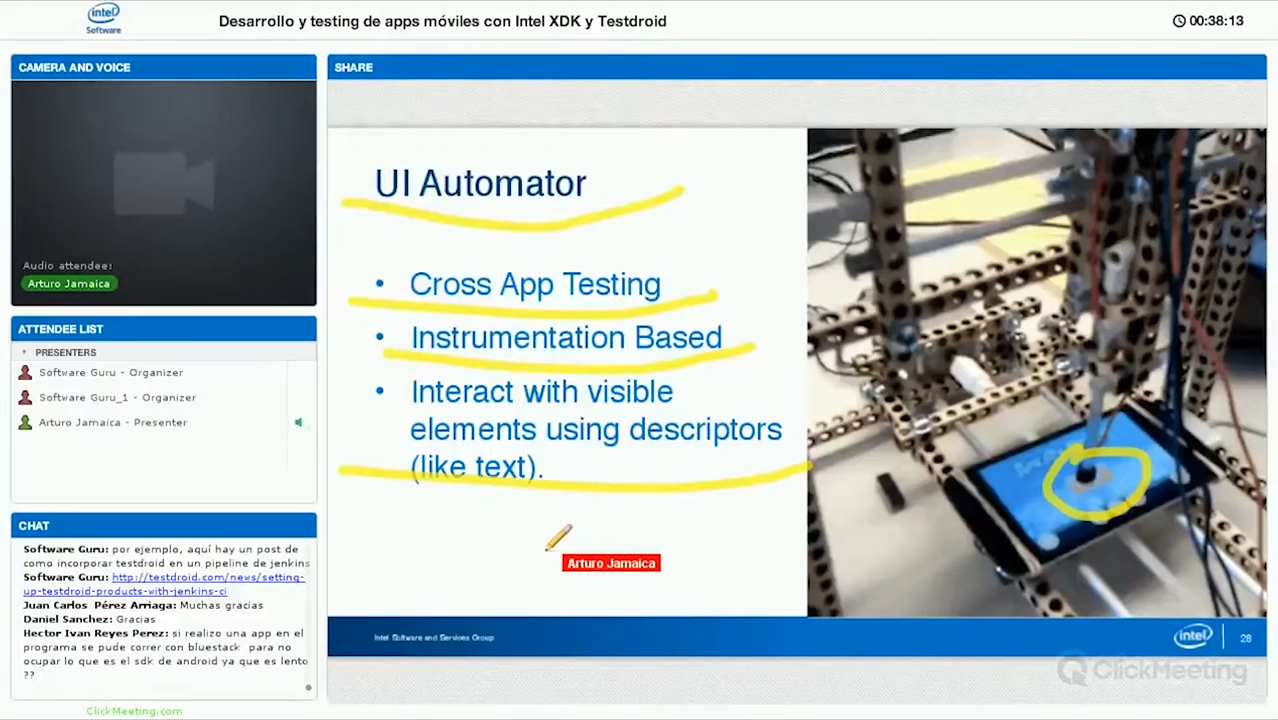 intel
Software
Desarrollo y testing de apps móviles con Intel XDK y Testdroid
00:38:13
CAMERA AND VOICE
Audio attendee:
Arturo Jamaica
ATTENDEE LIST
PRESENTERS
Software Guru - Organizer
Software Guru_1 - Organizer
Arturo Jamaica - Presenter
CHAT
Software Guru: por ejemplo, aquí hay un post de
como incorporar testdroid en un pipeline de jenkins
Software Guru: http://testdroid.com/news/setting-
up-testdroid-products-with-jenkins-ci
Juan Carlos Pérez Arriaga: Muchas gracias
Daniel Sanchez: Gracias
Hector Ivan Reyes Perez: si realizo una app en el
programa se pude correr con bluestack para no
ocupar lo que es el sdk de android ya que es lento
??
ClickMeeting.com
SHARE
UI Automator
• Cross App Testing
• Instrumentation Based
• Interact with visible
elements using descriptors
(like text).
Arturo Jamaica
Intel Software and Services Group
intel
28
ClickMeeting